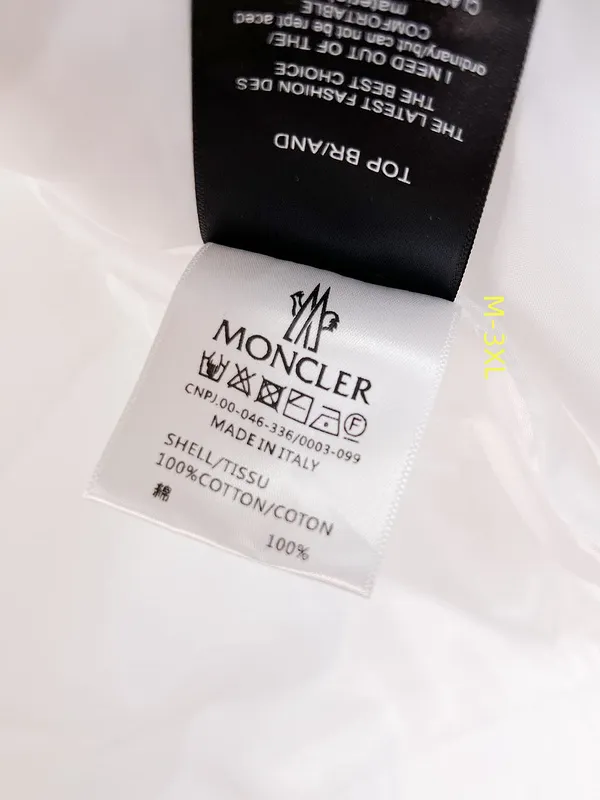 TOP BR/AND
THE LATEST FASHION DES
THE BEST CHOICE
I NEED OUT OF THE/
ordinary/but can not be rept aced
COMFORTABLE
MONCLER
CNPJ.00-046-336/0003-099
MADE IN ITALY
SHELL/TISSU
100%COTTON/COTON
綿
100%
M-3XL